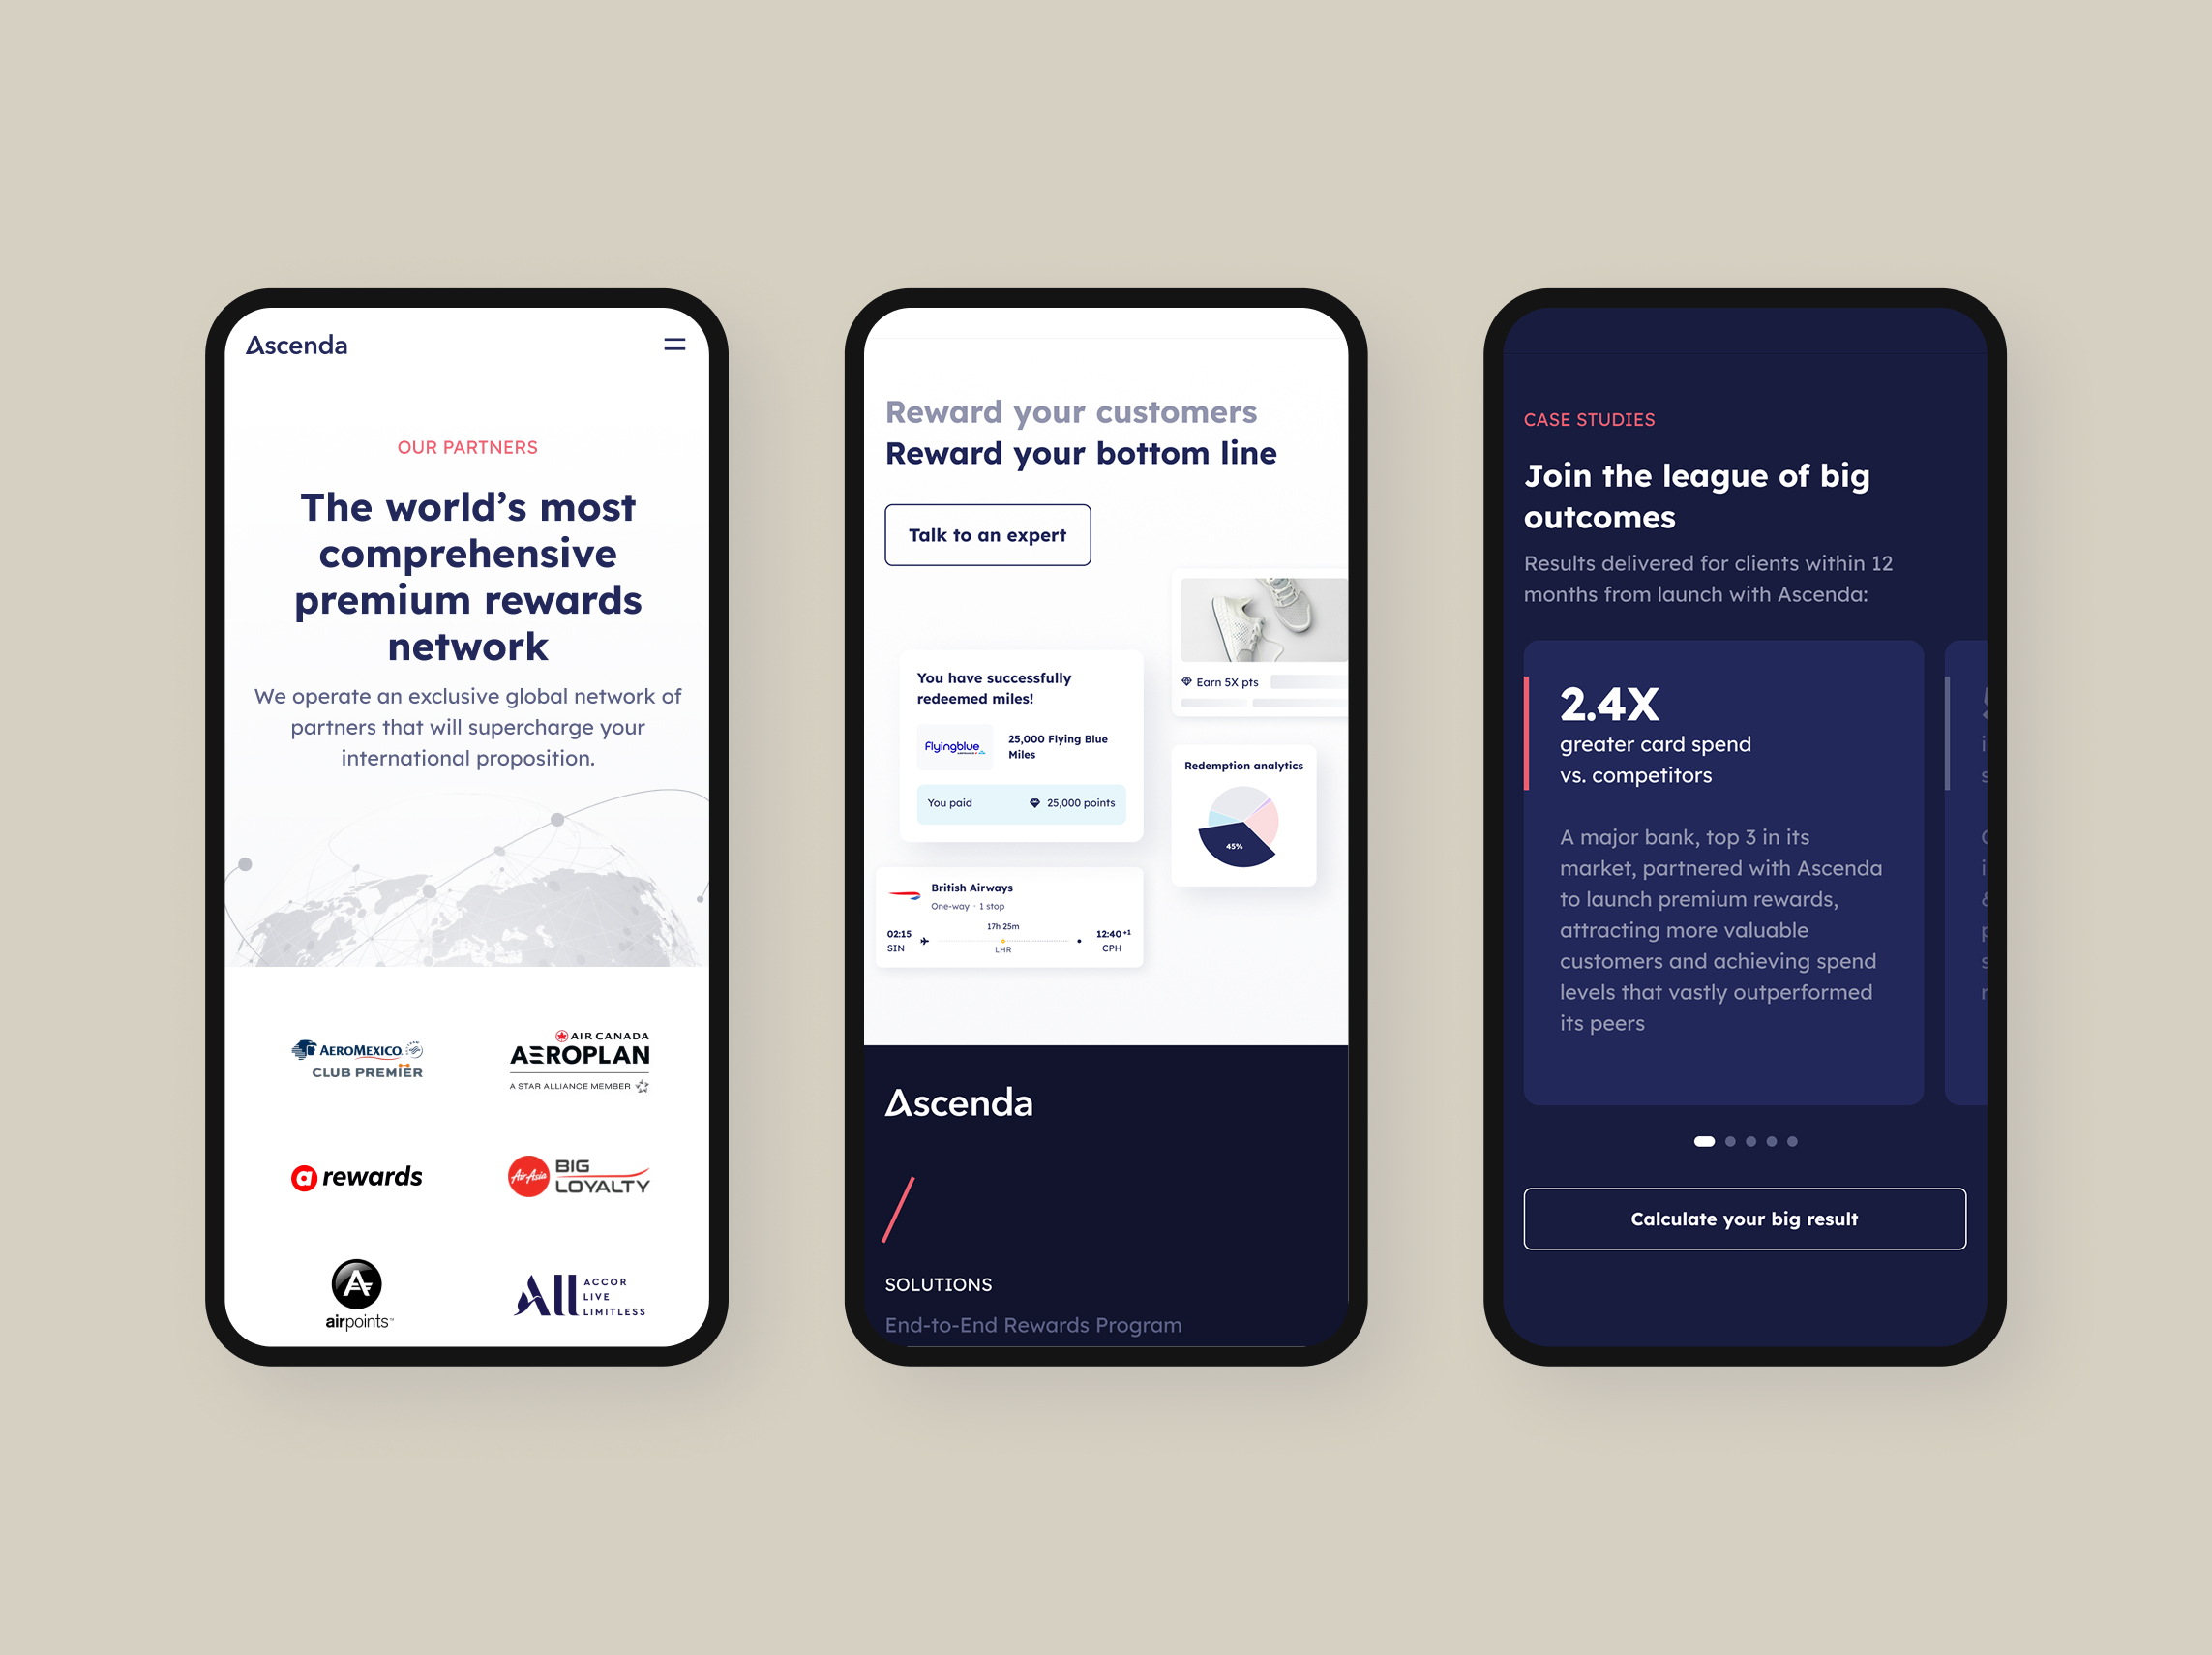 Ascenda
OUR PARTNERS
The world’s most
comprehensive
premium rewards
network
We operate an exclusive global network of
partners that will supercharge your
international proposition.
AEROMEXICO
CLUB PREMIER
AIR CANADA
AEROPLAN
A STAR ALLIANCE MEMBER
a rewards
AirAsia
BIG
LOYALTY
airpoints™
All
ACCOR
LIVE
LIMITLESS
Reward your customers
Reward your bottom line
Talk to an expert
Earn 5X pts
You have successfully
redeemed miles!
Flyingblue
25,000 Flying Blue
Miles
You paid
25,000 points
Redemption analytics
45%
British Airways
One-way · 1 stop
17h 25m
02:15
12:40+1
SIN
LHR
CPH
Ascenda
SOLUTIONS
End-to-End Rewards Program
CASE STUDIES
Join the league of big
outcomes
Results delivered for clients within 12
months from launch with Ascenda:
2.4X
greater card spend
vs. competitors
A major bank, top 3 in its
market, partnered with Ascenda
to launch premium rewards,
attracting more valuable
customers and achieving spend
levels that vastly outperformed
its peers
Calculate your big result